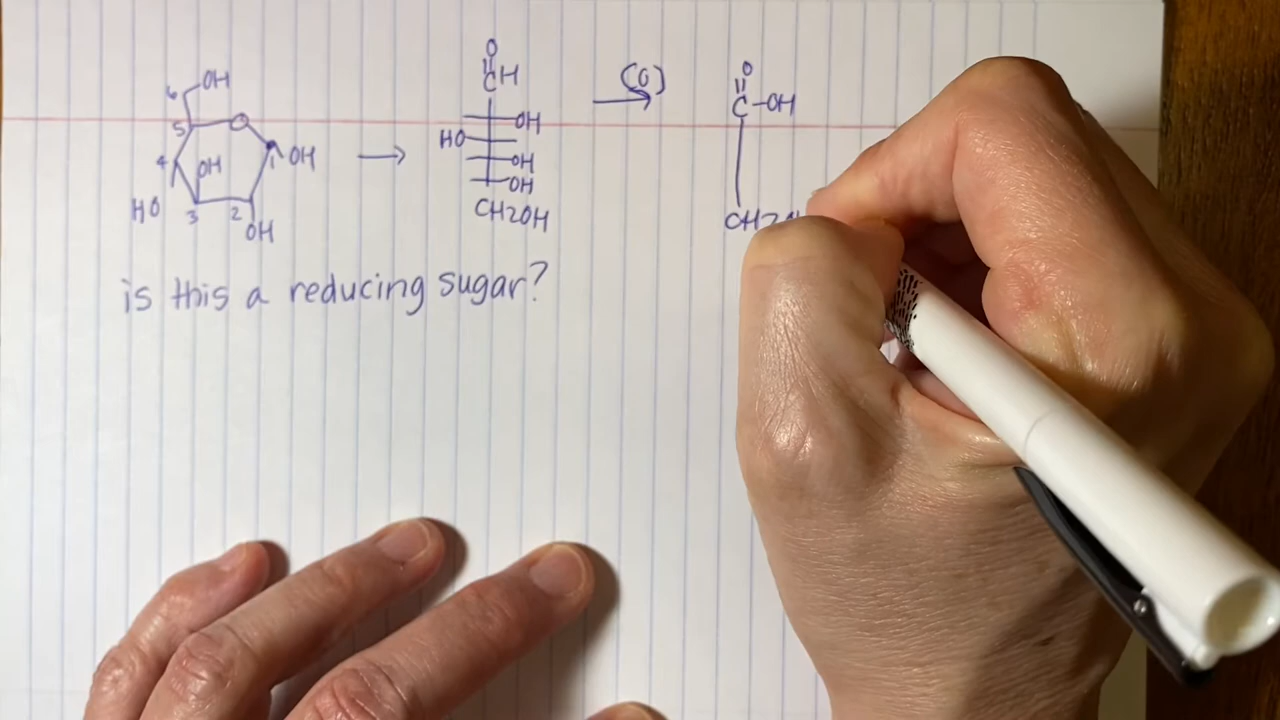 6 OH
5 O
4 OH 1 OH
HO 3 2
OH
→
O
CH
OH
HO
OH
OH
CH2OH
(O)
→
O
C-OH
CH2
is this a reducing sugar?